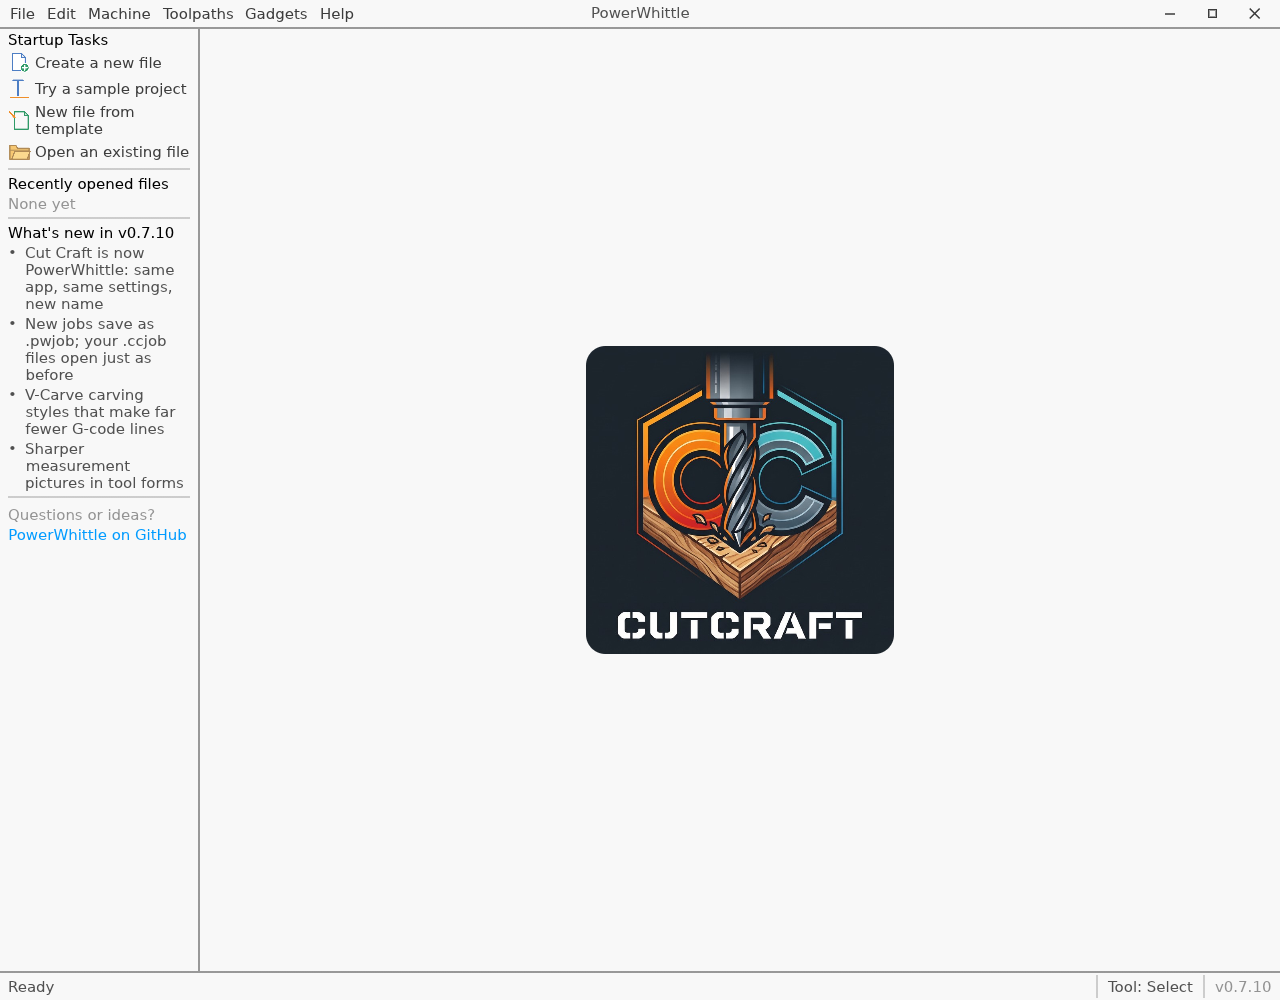 File Edit Machine Toolpaths Gadgets Help PowerWhittle
Startup Tasks
Create a new file
Try a sample project
New file from
template
Open an existing file
Recently opened files
None yet
What's new in v0.7.10
• Cut Craft is now
PowerWhittle: same
app, same settings,
new name
• New jobs save as
.pwjob; your .ccjob
files open just as
before
• V-Carve carving
styles that make far
fewer G-code lines
• Sharper
measurement
pictures in tool forms
Questions or ideas?
PowerWhittle on GitHub
CUTCRAFT
Ready Tool: Select v0.7.10